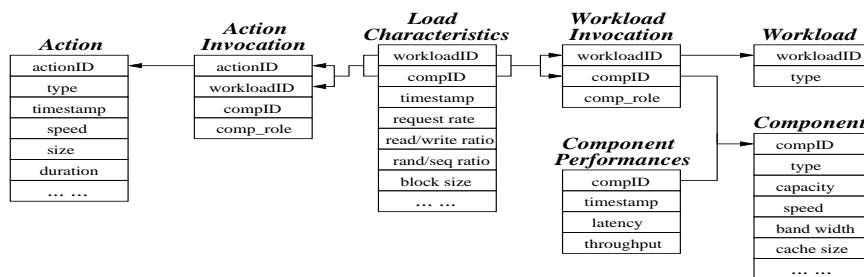 Action
actionID
type
timestamp
speed
size
duration
... ...
Action
Invocation
actionID
workloadID
compID
comp_role
Load
Characteristics
workloadID
compID
timestamp
request rate
read/write ratio
rand/seq ratio
block size
... ...
Workload
Invocation
workloadID
compID
comp_role
Component
Performances
compID
timestamp
latency
throughput
Workload
workloadID
type
Component
compID
type
capacity
speed
band width
cache size
... ...